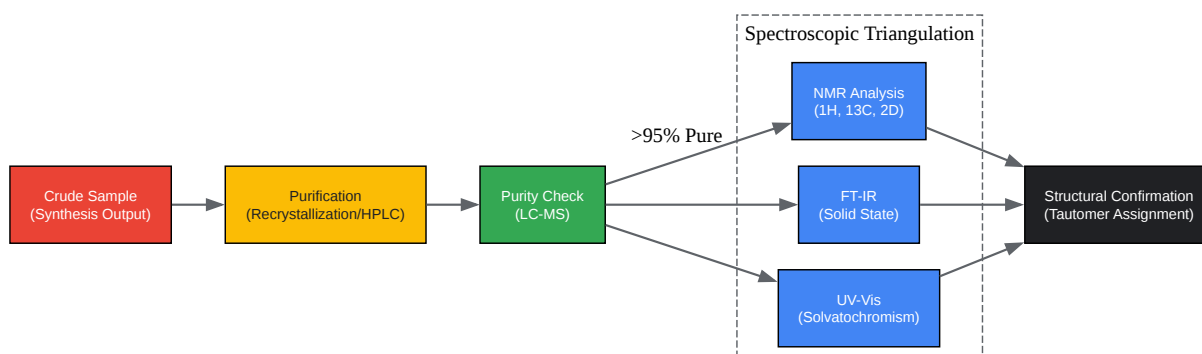 Crude Sample
(Synthesis Output)
Purification
(Recrystallization/HPLC)
Purity Check
(LC-MS)
>95% Pure
Spectroscopic Triangulation
NMR Analysis
(1H, 13C, 2D)
FT-IR
(Solid State)
UV-Vis
(Solvatochromism)
Structural Confirmation
(Tautomer Assignment)